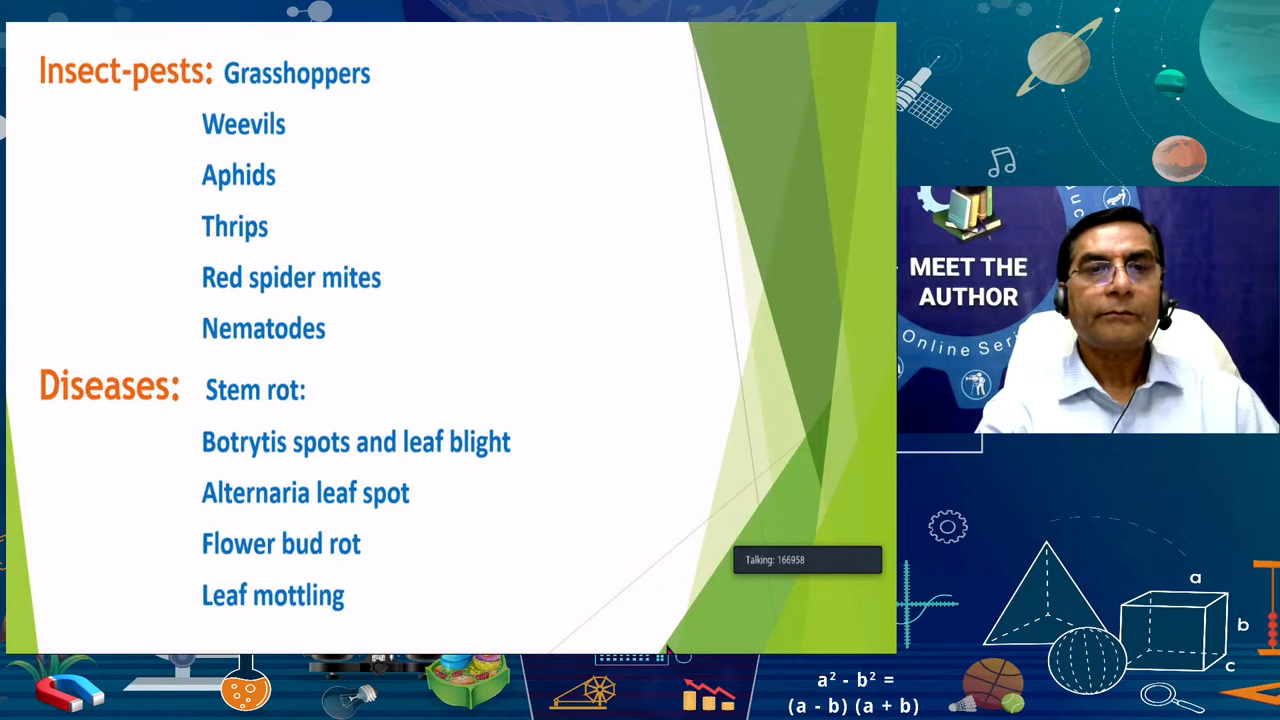 Insect-pests: Grasshoppers
Weevils
Aphids
Thrips
Red spider mites
Nematodes
Diseases: Stem rot:
Botrytis spots and leaf blight
Alternaria leaf spot
Flower bud rot
Leaf mottling
Talking: 166958
MEET THE
AUTHOR
Online Seri
a
b
c
a² - b² =
(a - b) (a + b)